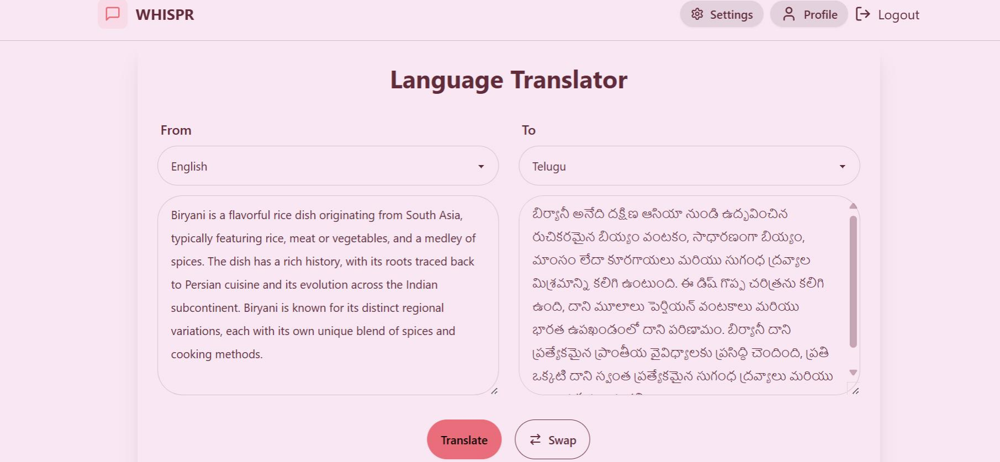 WHISPR
Settings
Profile
Logout
Language Translator
From
To
English
Telugu
Biryani is a flavorful rice dish originating from South Asia,
typically featuring rice, meat or vegetables, and a medley of
spices. The dish has a rich history, with its roots traced back
to Persian cuisine and its evolution across the Indian
subcontinent. Biryani is known for its distinct regional
variations, each with its own unique blend of spices and
cooking methods.
బిర్యానీ అనేది దక్షిణ ఆసియా నుండి ఉద్భవించిన
రుచికరమైన బియ్యం వంటకం, సాధారణంగా బియ్యం,
మాంసం లేదా కూరగాయలు మరియు సుగంధ ద్రవ్యాల
మిశ్రమాన్ని కలిగి ఉంటుంది. ఈ డిష్ గొప్ప చరిత్రను కలిగి
ఉంది, దాని మూలాలు పెర్షియన్ వంటకాలు మరియు
భారత ఉపఖండంలో దాని పరిణామం. బిర్యానీ దాని
ప్రత్యేకమైన ప్రాంతీయ వైవిధ్యాలకు ప్రసిద్ధి చెందింది, ప్రతి
ఒక్కటి దాని స్వంత ప్రత్యేకమైన సుగంధ ద్రవ్యాలు మరియు
Translate
Swap